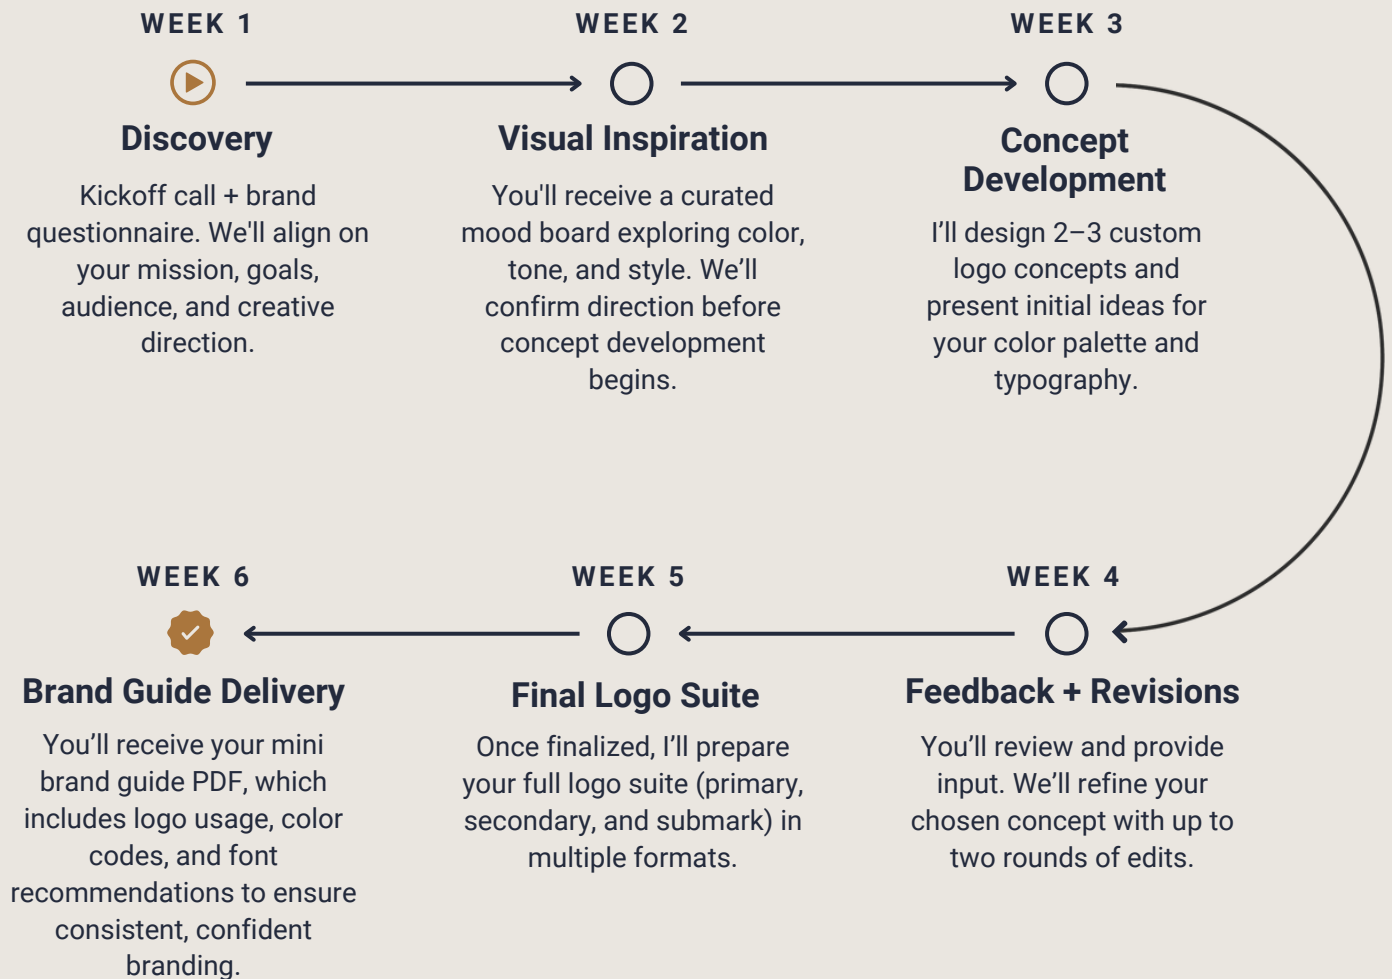 WEEK 1
Discovery
Kickoff call + brand
questionnaire. We'll align on
your mission, goals,
audience, and creative
direction.
WEEK 2
Visual Inspiration
You'll receive a curated
mood board exploring color,
tone, and style. We’ll
confirm direction before
concept development
begins.
WEEK 3
Concept
Development
I’ll design 2–3 custom
logo concepts and
present initial ideas for
your color palette and
typography.
WEEK 4
Feedback + Revisions
You’ll review and provide
input. We’ll refine your
chosen concept with up to
two rounds of edits.
WEEK 5
Final Logo Suite
Once finalized, I’ll prepare
your full logo suite (primary,
secondary, and submark) in
multiple formats.
WEEK 6
Brand Guide Delivery
You’ll receive your mini
brand guide PDF, which
includes logo usage, color
codes, and font
recommendations to ensure
consistent, confident
branding.